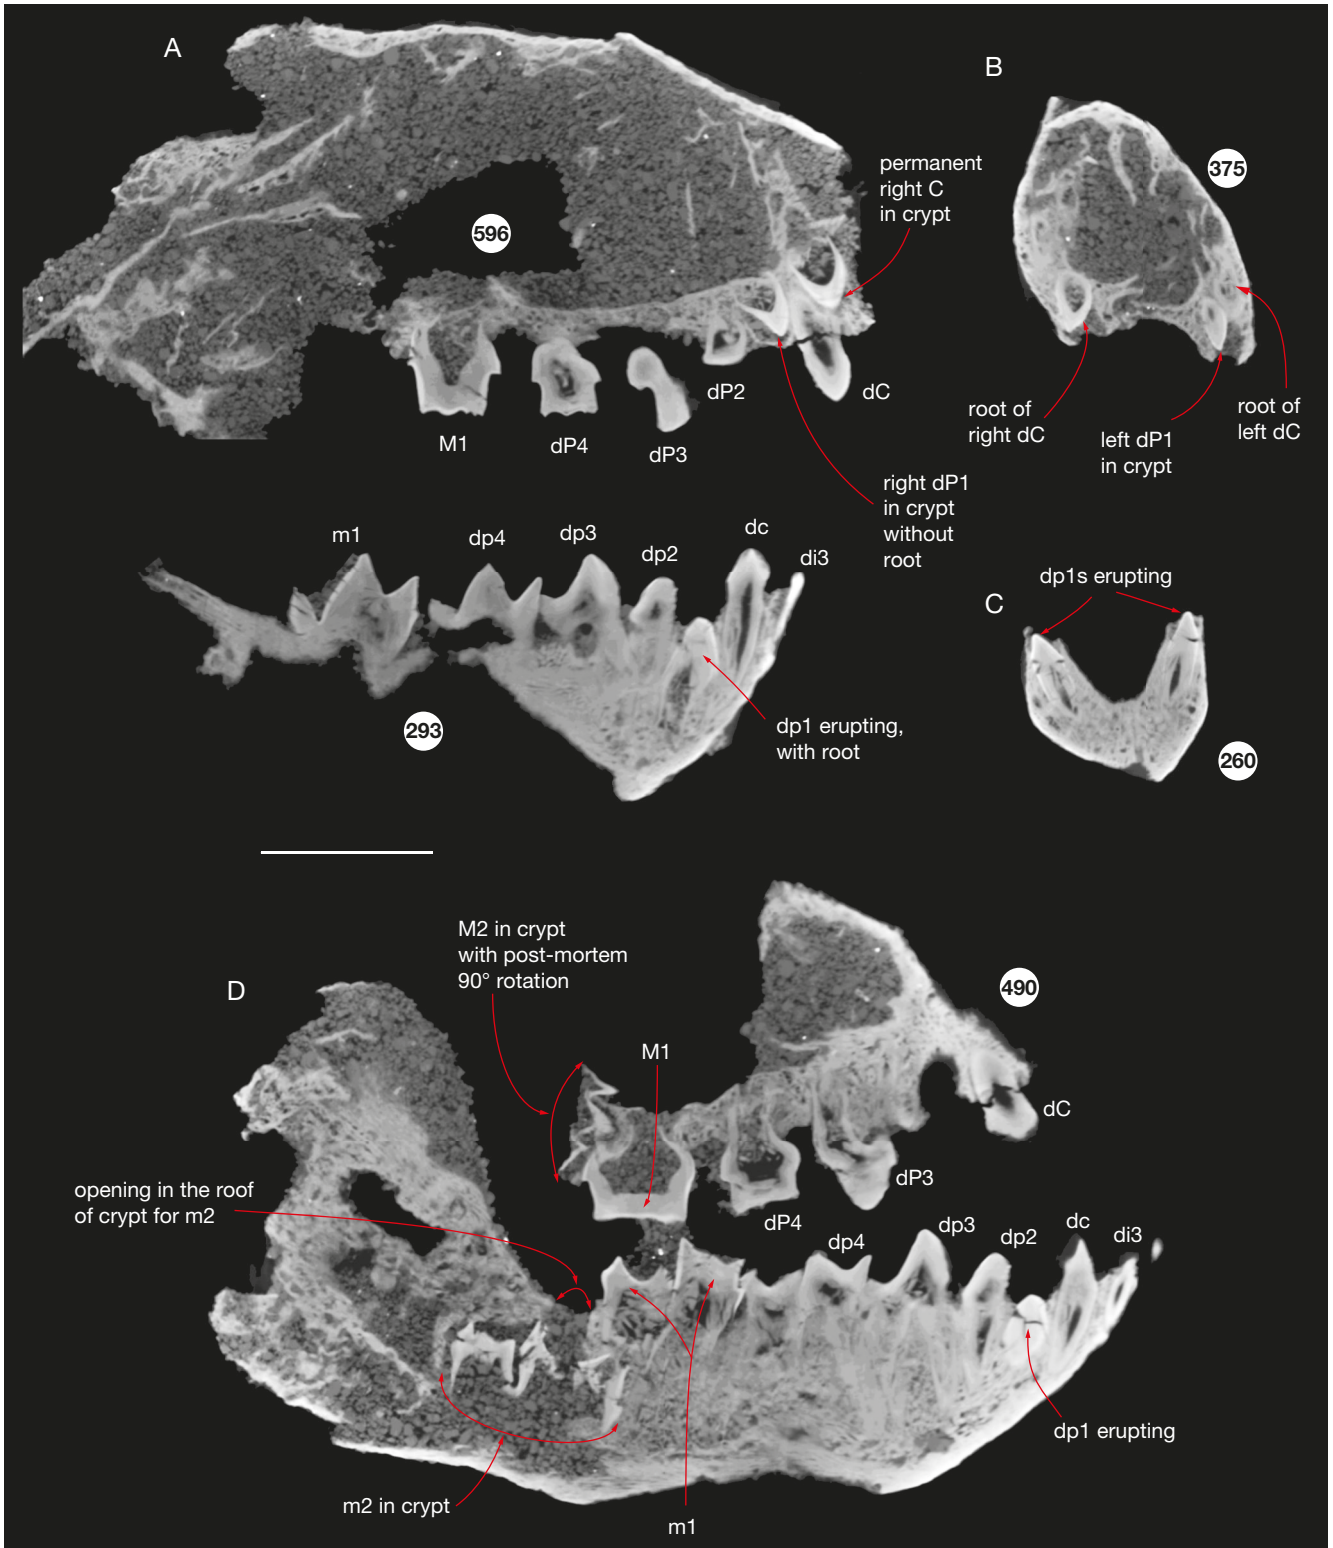 A
B
375
permanent
right C
in crypt
596
root of
right dC
left dP1
in crypt
root of
left dC
dP2
dC
M1
dP4
dP3
right dP1
in crypt
without
root
m1
dp4
dp3
dp2
dc
di3
C
dp1s erupting
293
dp1 erupting,
with root
260
M2 in crypt
with post-mortem
90° rotation
D
490
M1
dC
opening in the roof
of crypt for m2
dP3
dP4
dp4
dp3
dp2
dc
di3
dp1 erupting
m2 in crypt
m1